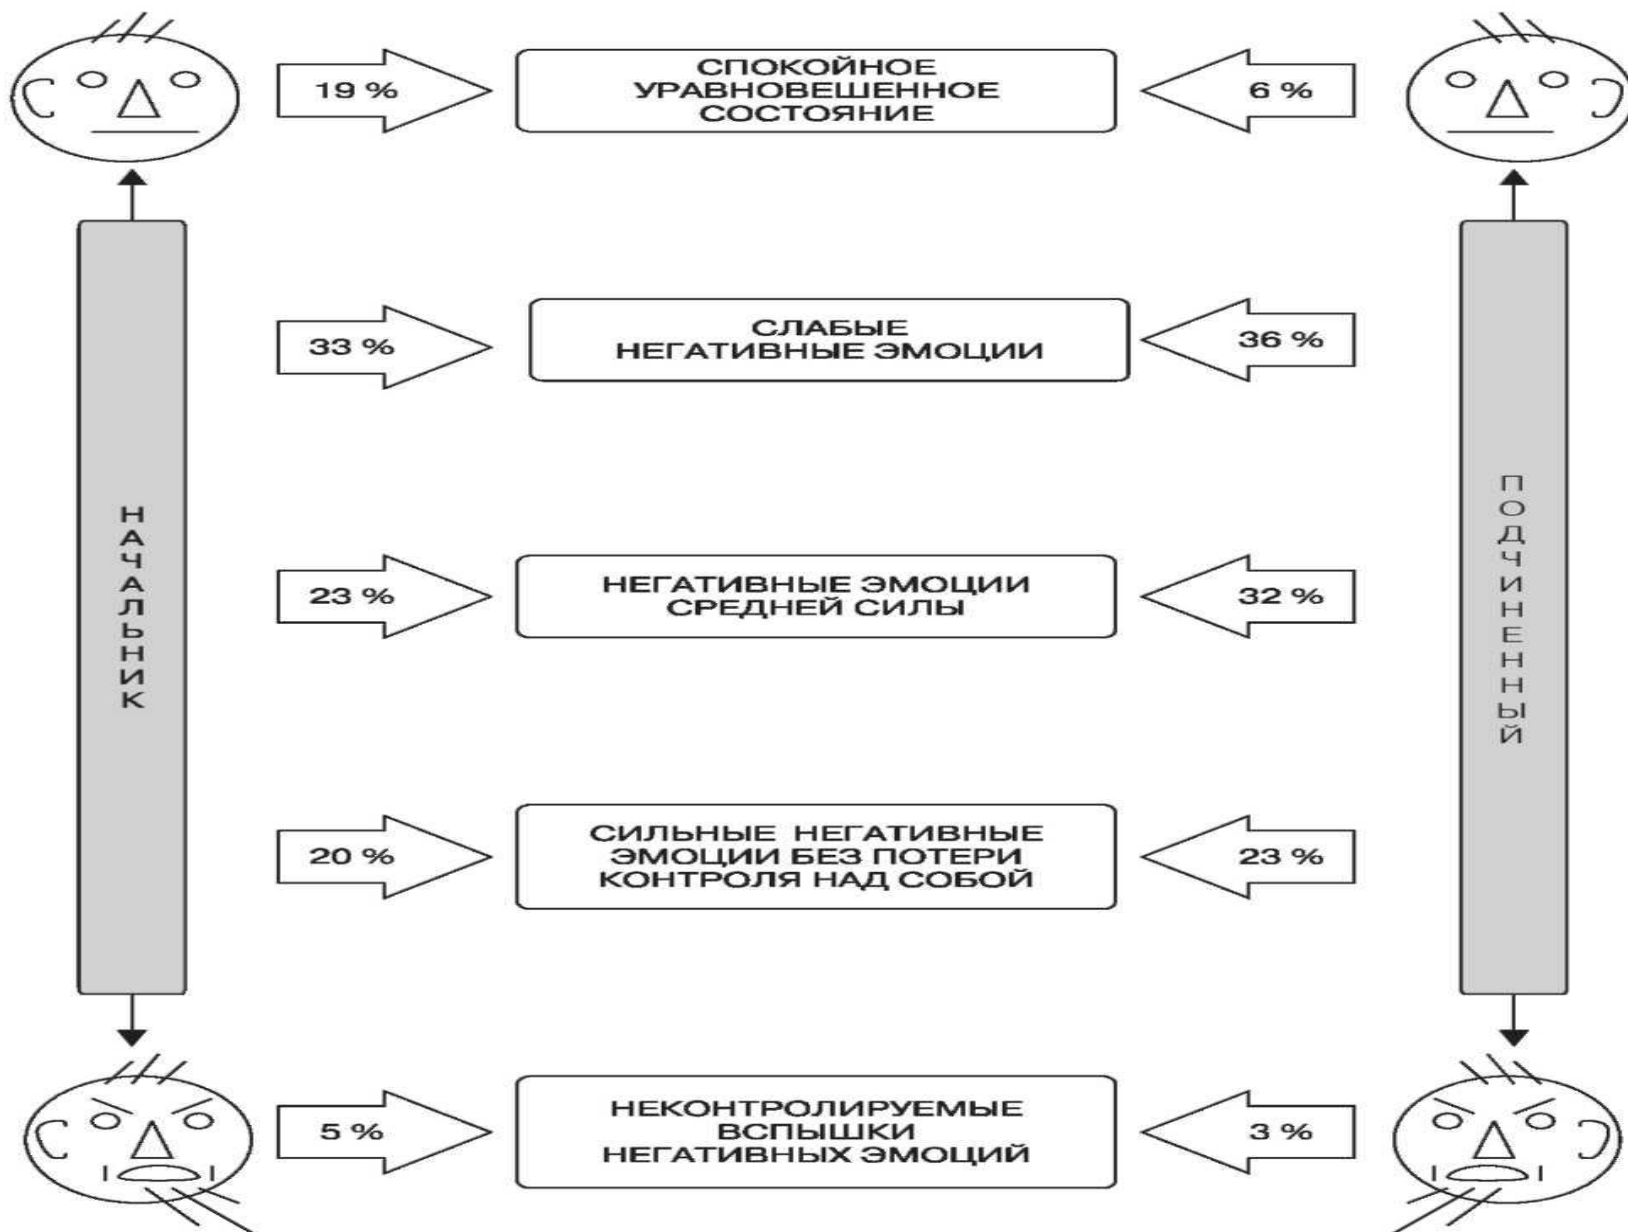 19 %
СПОКОЙНОЕ
УРАВНОВЕШЕННОЕ
СОСТОЯНИЕ
6 %
33 %
СЛАБЫЕ
НЕГАТИВНЫЕ ЭМОЦИИ
36 %
23 %
НЕГАТИВНЫЕ ЭМОЦИИ
СРЕДНЕЙ СИЛЫ
32 %
НАЧАЛЬНИК
ПОДЧИНЕННЫЙ
20 %
СИЛЬНЫЕ НЕГАТИВНЫЕ
ЭМОЦИИ БЕЗ ПОТЕРИ
КОНТРОЛЯ НАД СОБОЙ
23 %
5 %
НЕКОНТРОЛИРУЕМЫЕ
ВСПЫШКИ
НЕГАТИВНЫХ ЭМОЦИЙ
3 %